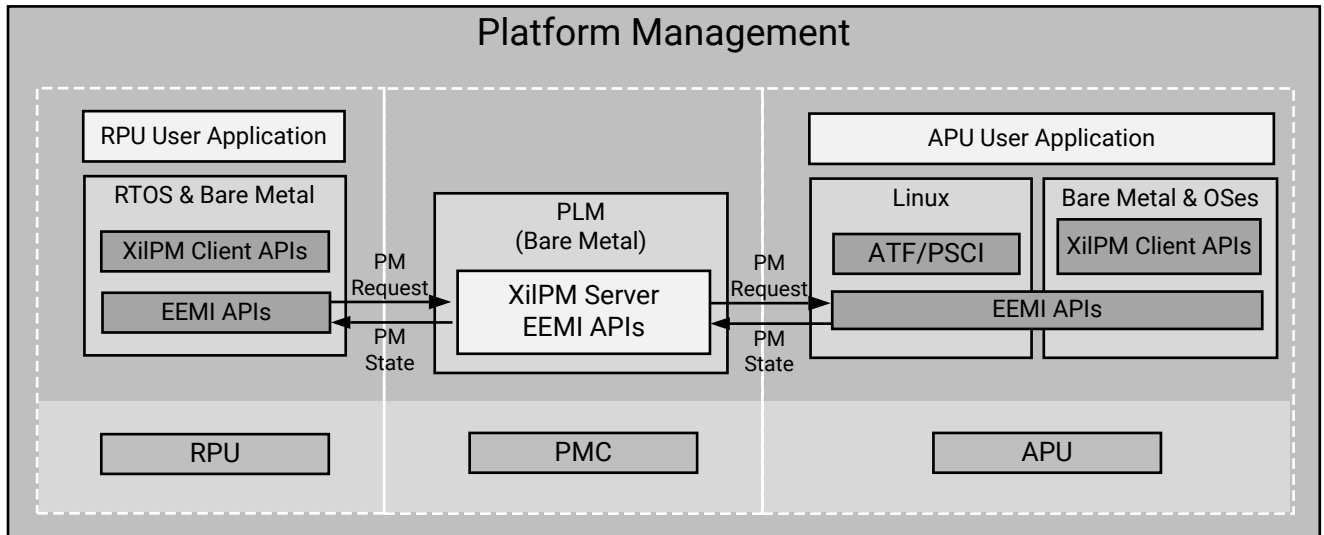 Platform Management
RPU User Application
RTOS & Bare Metal
XilPM Client APIs
EEMI APIs
PM
Request
PM
State
PLM
(Bare Metal)
XilPM Server
EEMI APIs
PM
Request
PM
State
APU User Application
Linux
ATF/PSCI
Bare Metal & OSes
XilPM Client APIs
EEMI APIs
RPU
PMC
APU